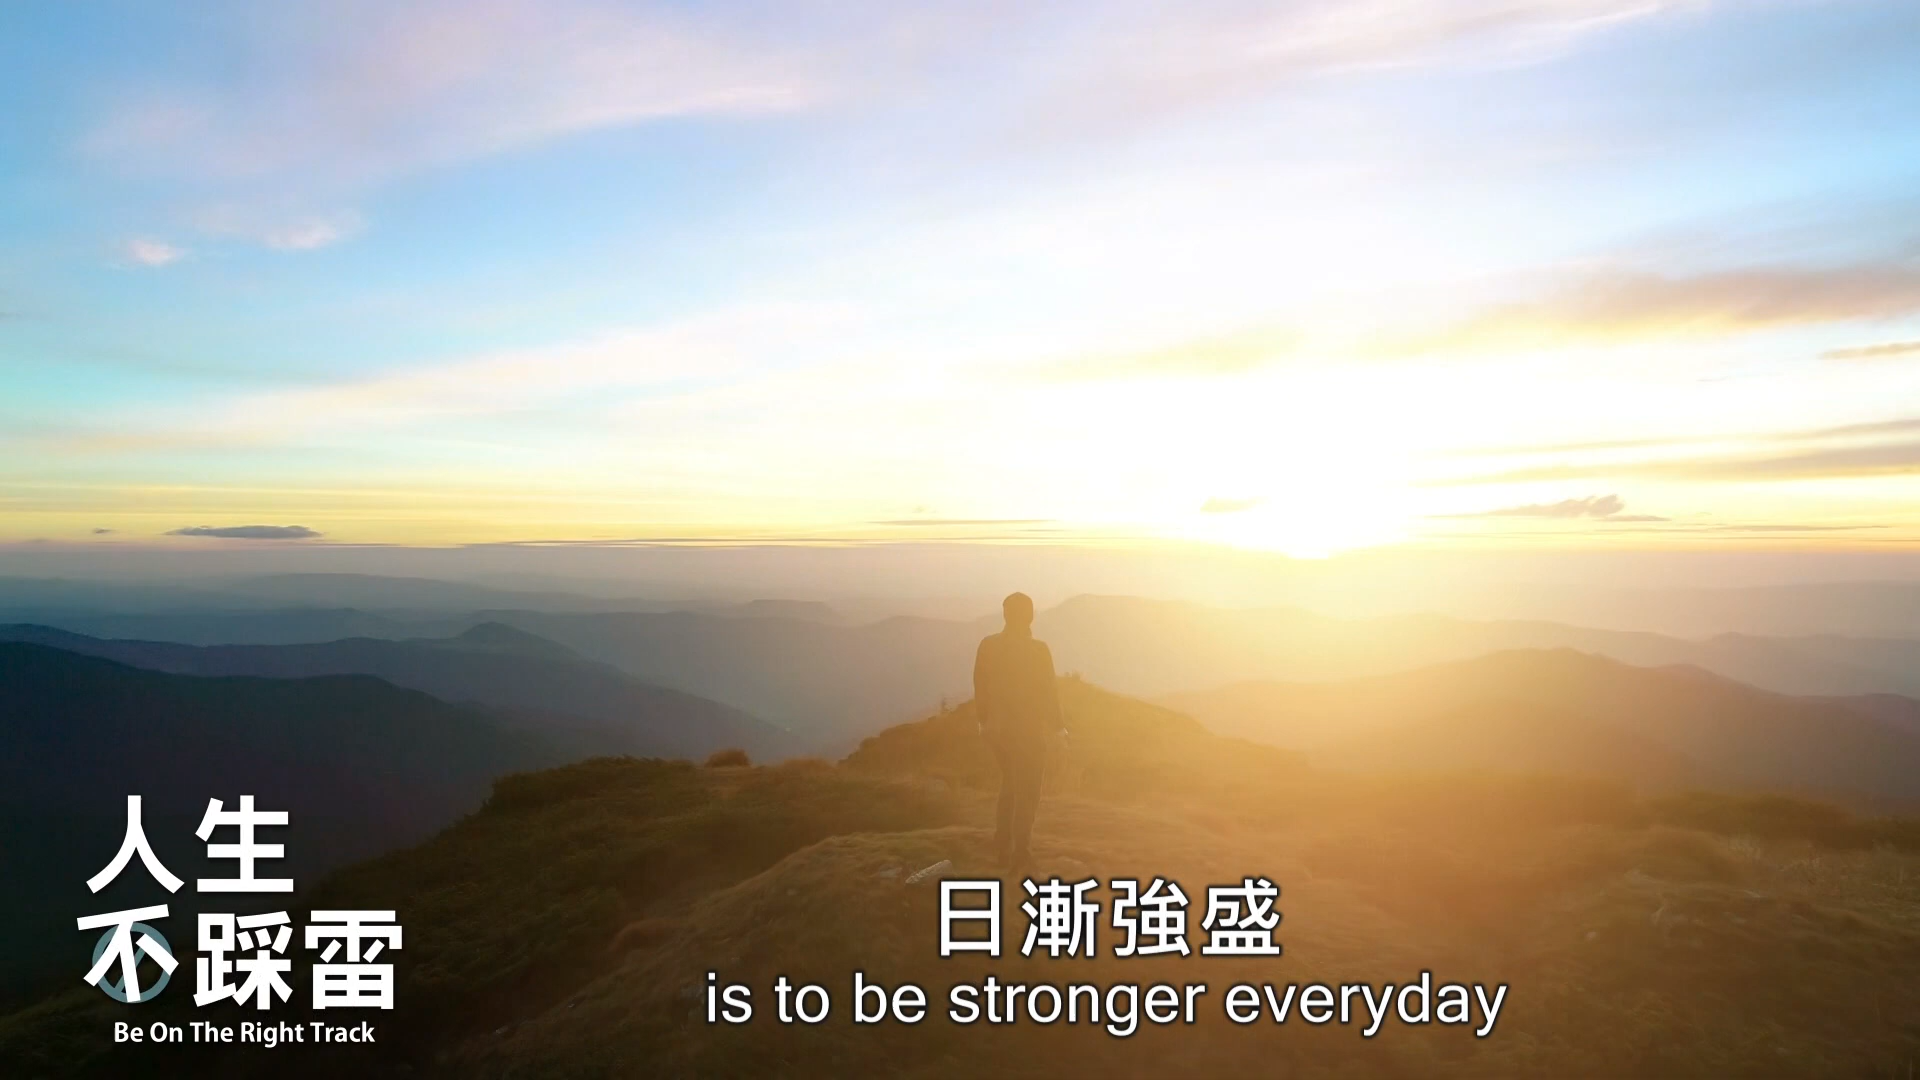 人生
不踩雷
Be On The Right Track
日漸強盛
is to be stronger everyday